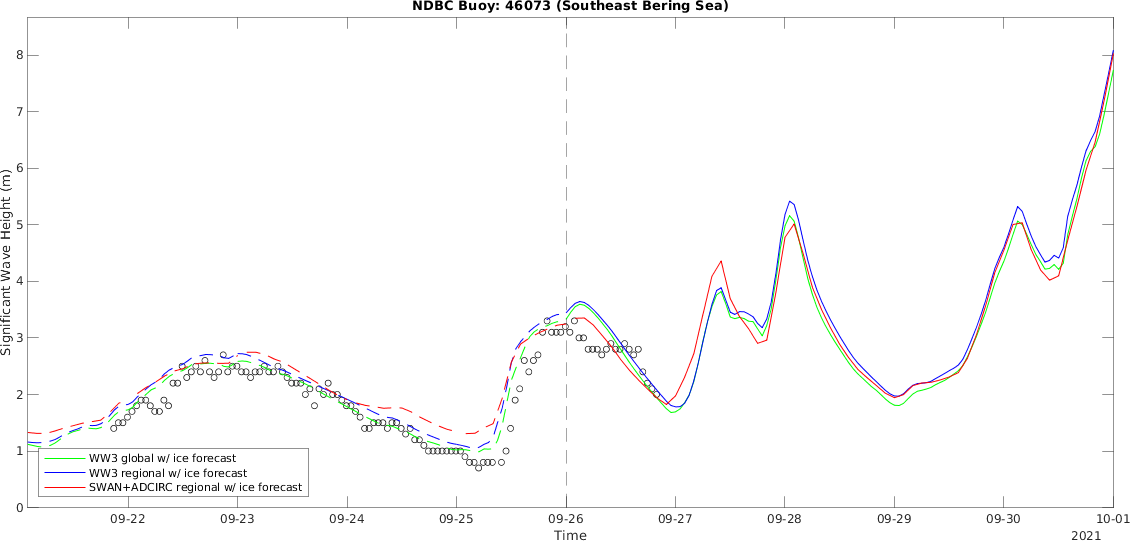 NDBC Buoy: 46073 (Southeast Bering Sea)
Significant Wave Height (m)
8
7
6
5
4
3
2
1
0
WW3 global w/ ice forecast
WW3 regional w/ ice forecast
SWAN+ADCIRC regional w/ ice forecast
09-22 09-23 09-24 09-25 09-26 09-27 09-28 09-29 09-30 10-01
Time
2021